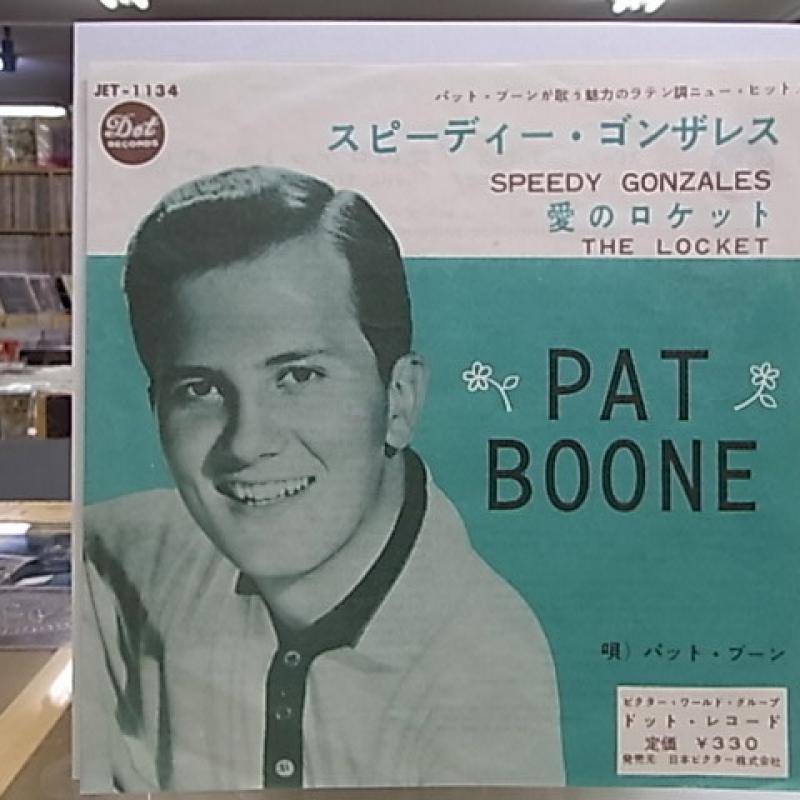 JET-1134
Dot
RECORDS
パット・ブーンが歌う魅力のラテン調ニュー・ヒット
スピーディー・ゴンザレス
SPEEDY GONZALES
愛のロケット
THE LOCKET
PAT
BOONE
唄）パット・ブーン
ビクター・ワールド・グループ
ドット・レコード
定価 ￥330
発売元 日本ビクター株式会社